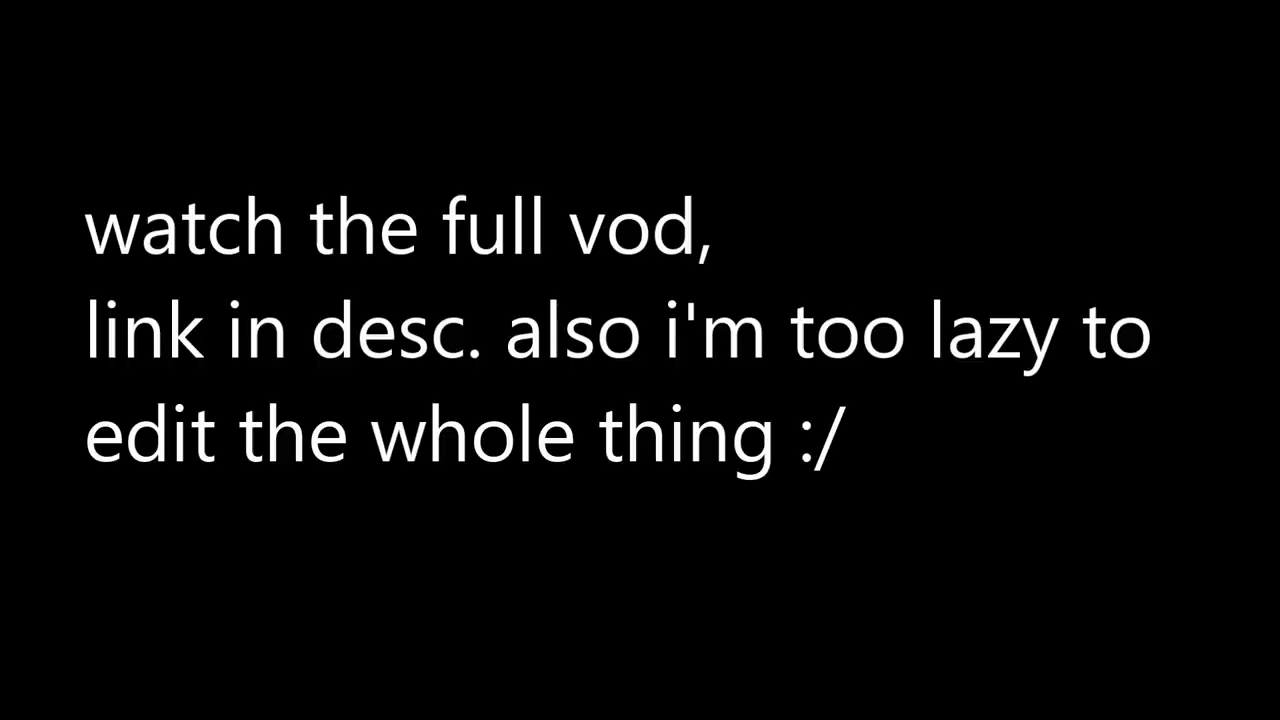 watch the full vod,
link in desc. also i'm too lazy to
edit the whole thing :/